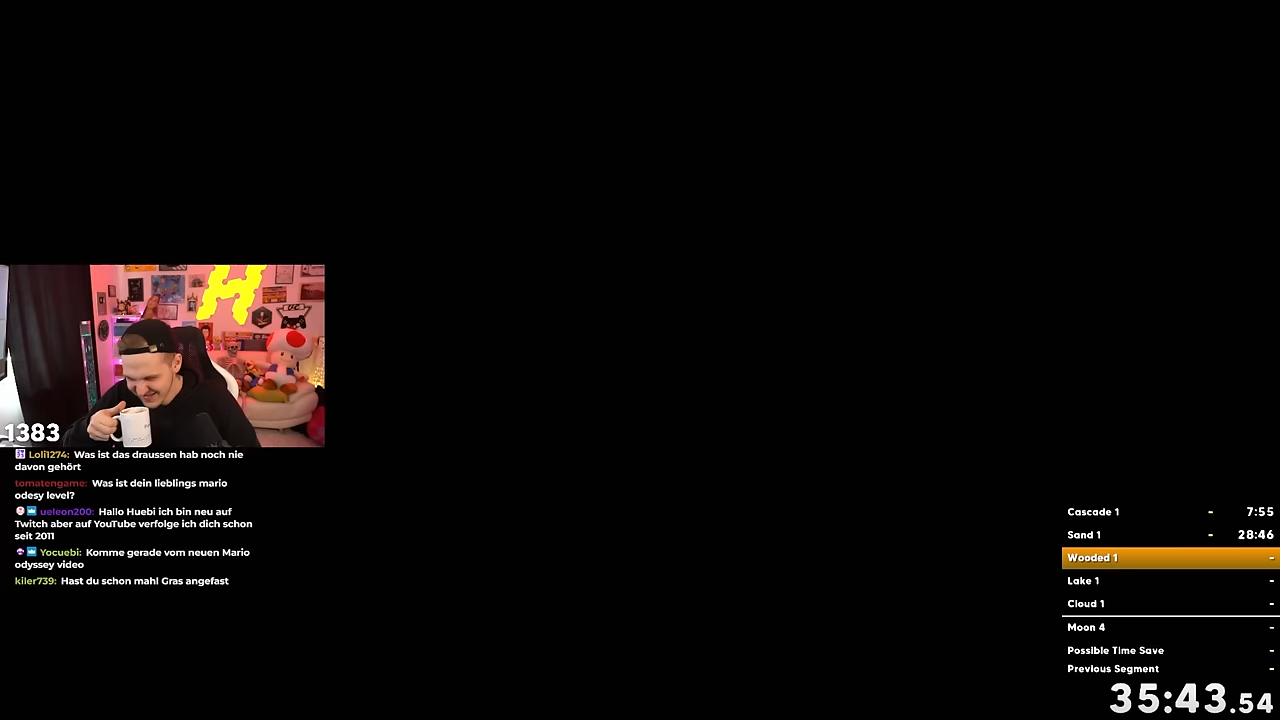 1383
Loli1274: Was ist das draussen hab noch nie
davon gehört
tomatengame: Was ist dein lieblings mario
odesy level?
ueleon200: Hallo Huebi ich bin neu auf
Twitch aber auf YouTube verfolge ich dich schon
seit 2011
Yocuebi: Komme gerade vom neuen Mario
odyssey video
kiler739: Hast du schon mahl Gras angefast
Cascade 1 - 7:55
Sand 1 - 28:46
Wooded 1 -
Lake 1 -
Cloud 1 -
Moon 4 -
Possible Time Save -
Previous Segment -
35:43.54